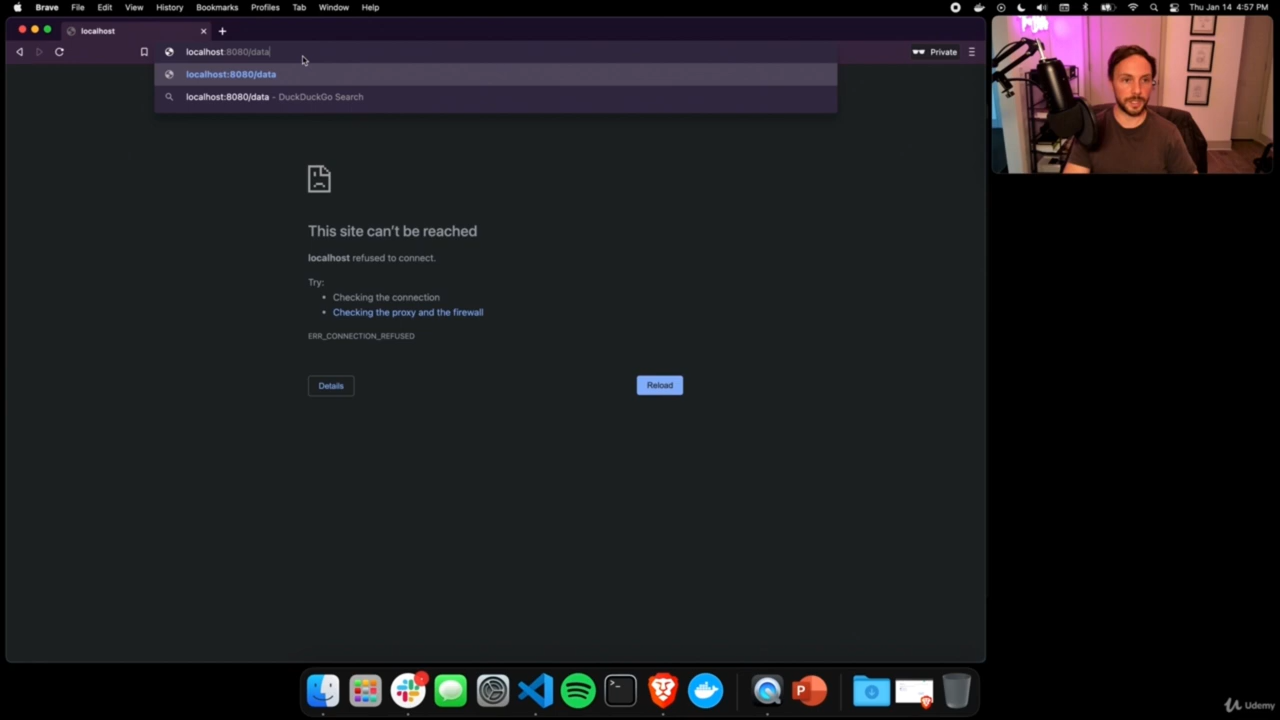 Brave File Edit View History Bookmarks Profiles Tab Window Help
Thu Jan 14 4:57 PM
localhost
localhost:8080/data
Private
localhost:8080/data
localhost:8080/data - DuckDuckGo Search
This site can't be reached
localhost refused to connect.
Try:
• Checking the connection
• Checking the proxy and the firewall
ERR_CONNECTION_REFUSED
Details
Reload
Udemy